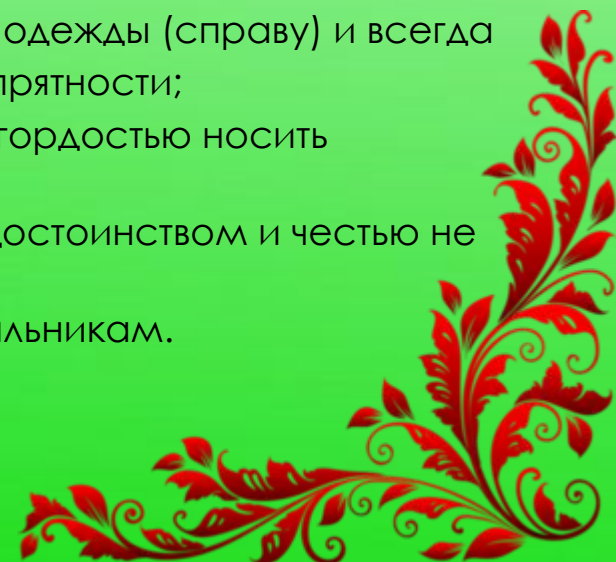 одежды (справу) и всегда
прятности;
гордостью носить
достоинством и честью не
льникам.